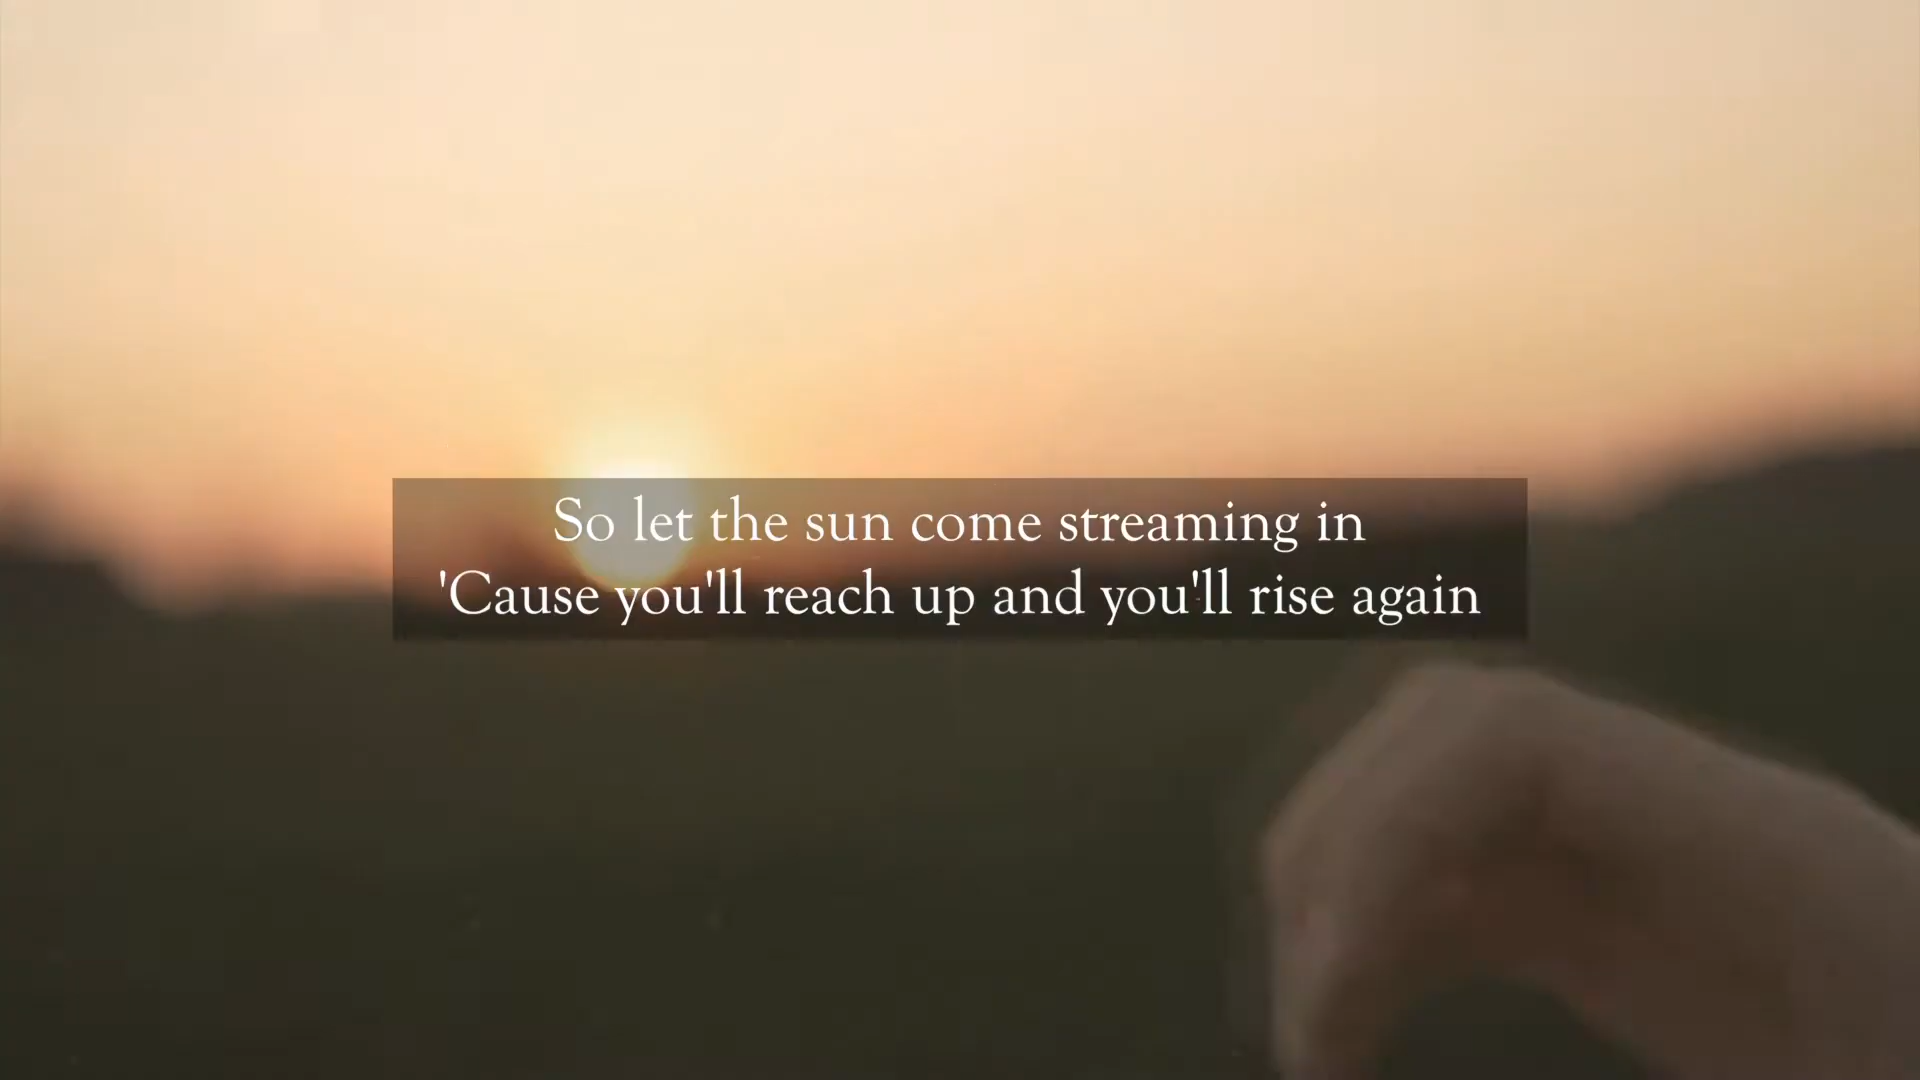 So let the sun come streaming in
'Cause you'll reach up and you'll rise again